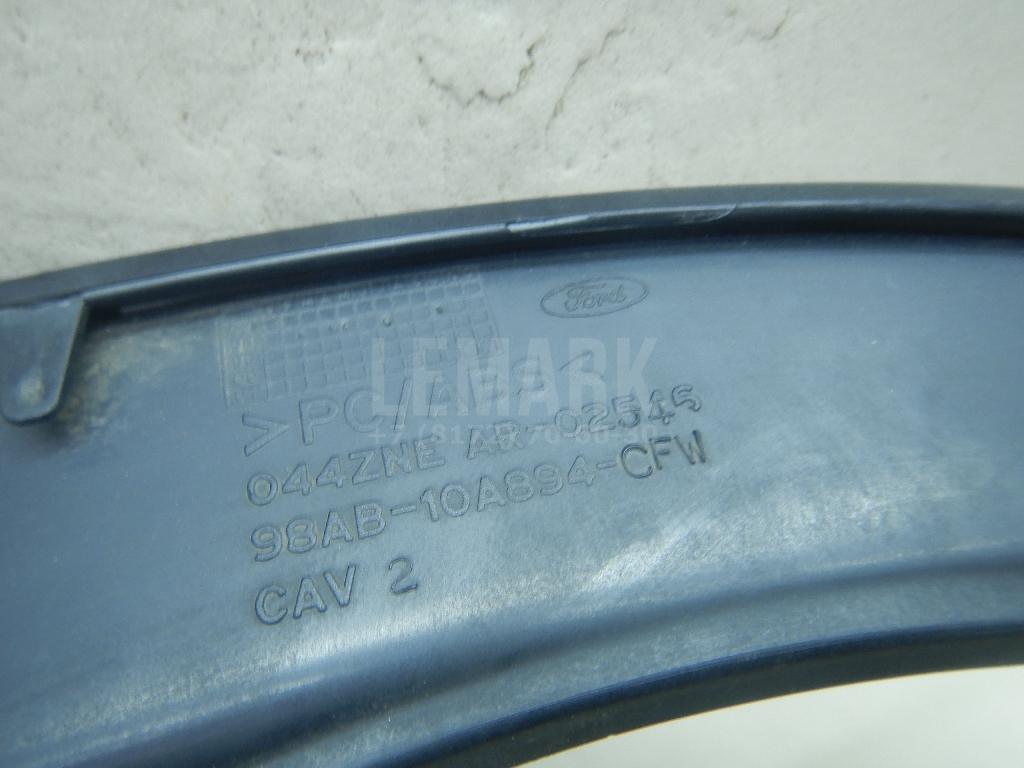 Ford
LEMARK
>PC/ABS<
044ZNE AR-02545
98AB-10A894-CFW
CAV 2